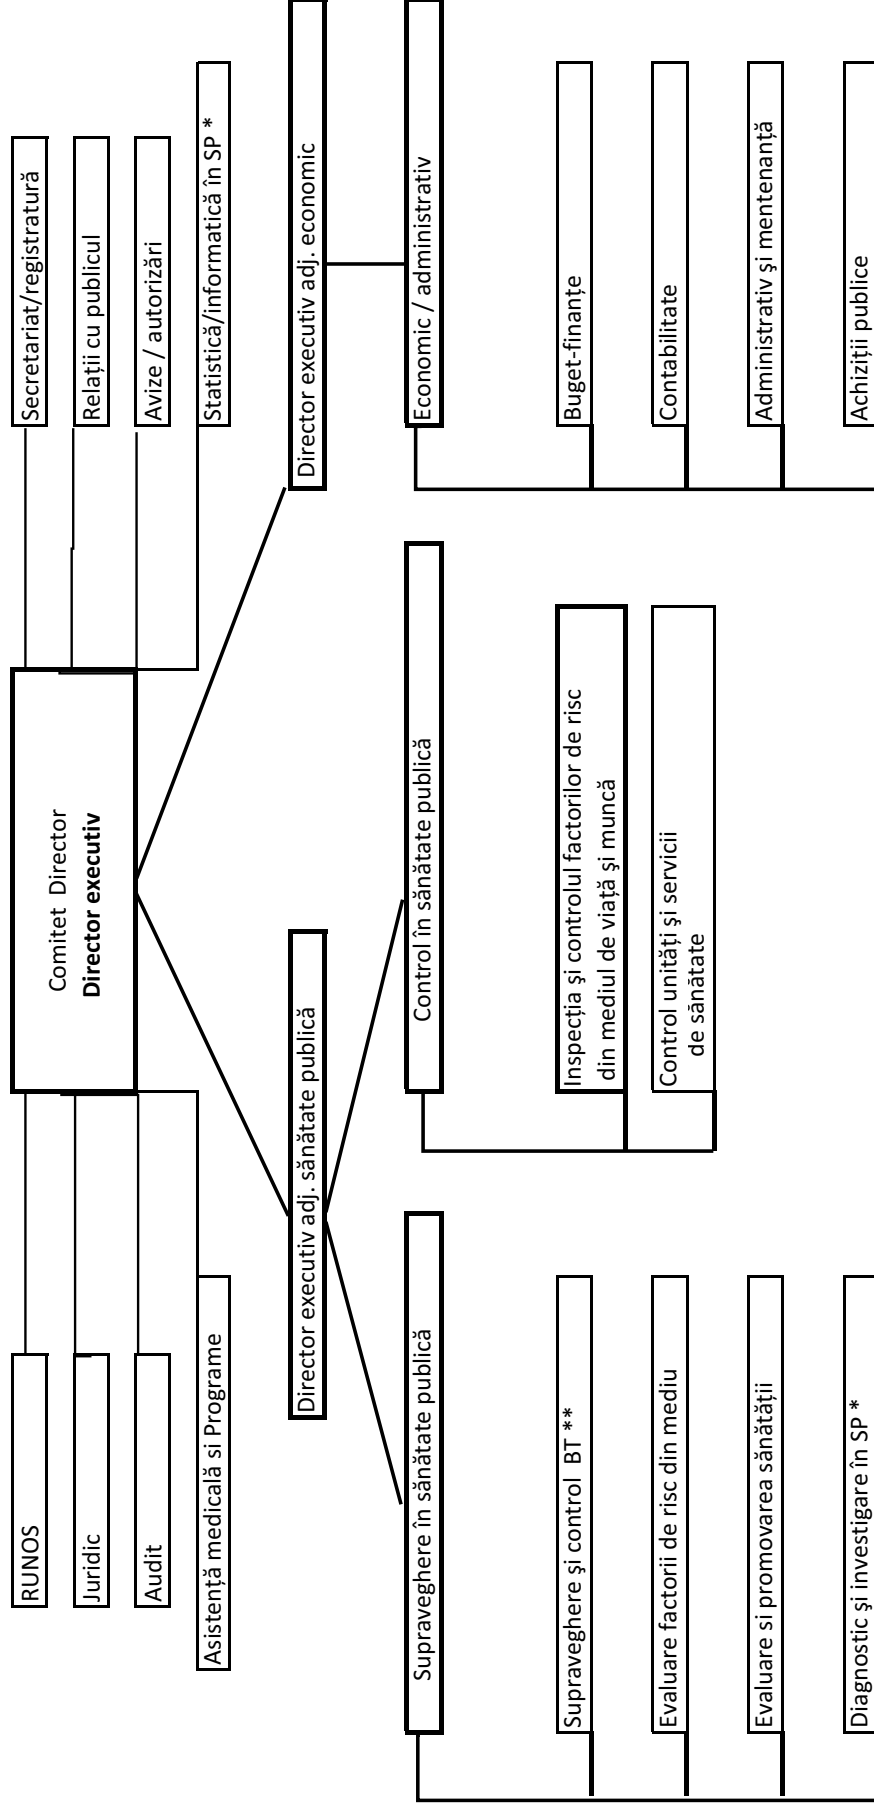 Comitet Director
Director executiv
RUNOS
Juridic
Audit
Asistență medicală si Programe
Secretariat/registratură
Relații cu publicul
Avize / autorizări
Statistică/informatică în SP *
Director executiv adj. sănătate publică
Director executiv adj. economic
Supraveghere în sănătate publică
Control în sănătate publică
Economic / administrativ
Supraveghere și control BT **
Evaluare factorii de risc din mediu
Evaluare si promovarea sănătății
Diagnostic și investigare în SP *
Inspecția și controlul factorilor de risc
din mediul de viață și muncă
Control unități și servicii
de sănătate
Buget-finanțe
Contabilitate
Administrativ și mentenanță
Achiziții publice